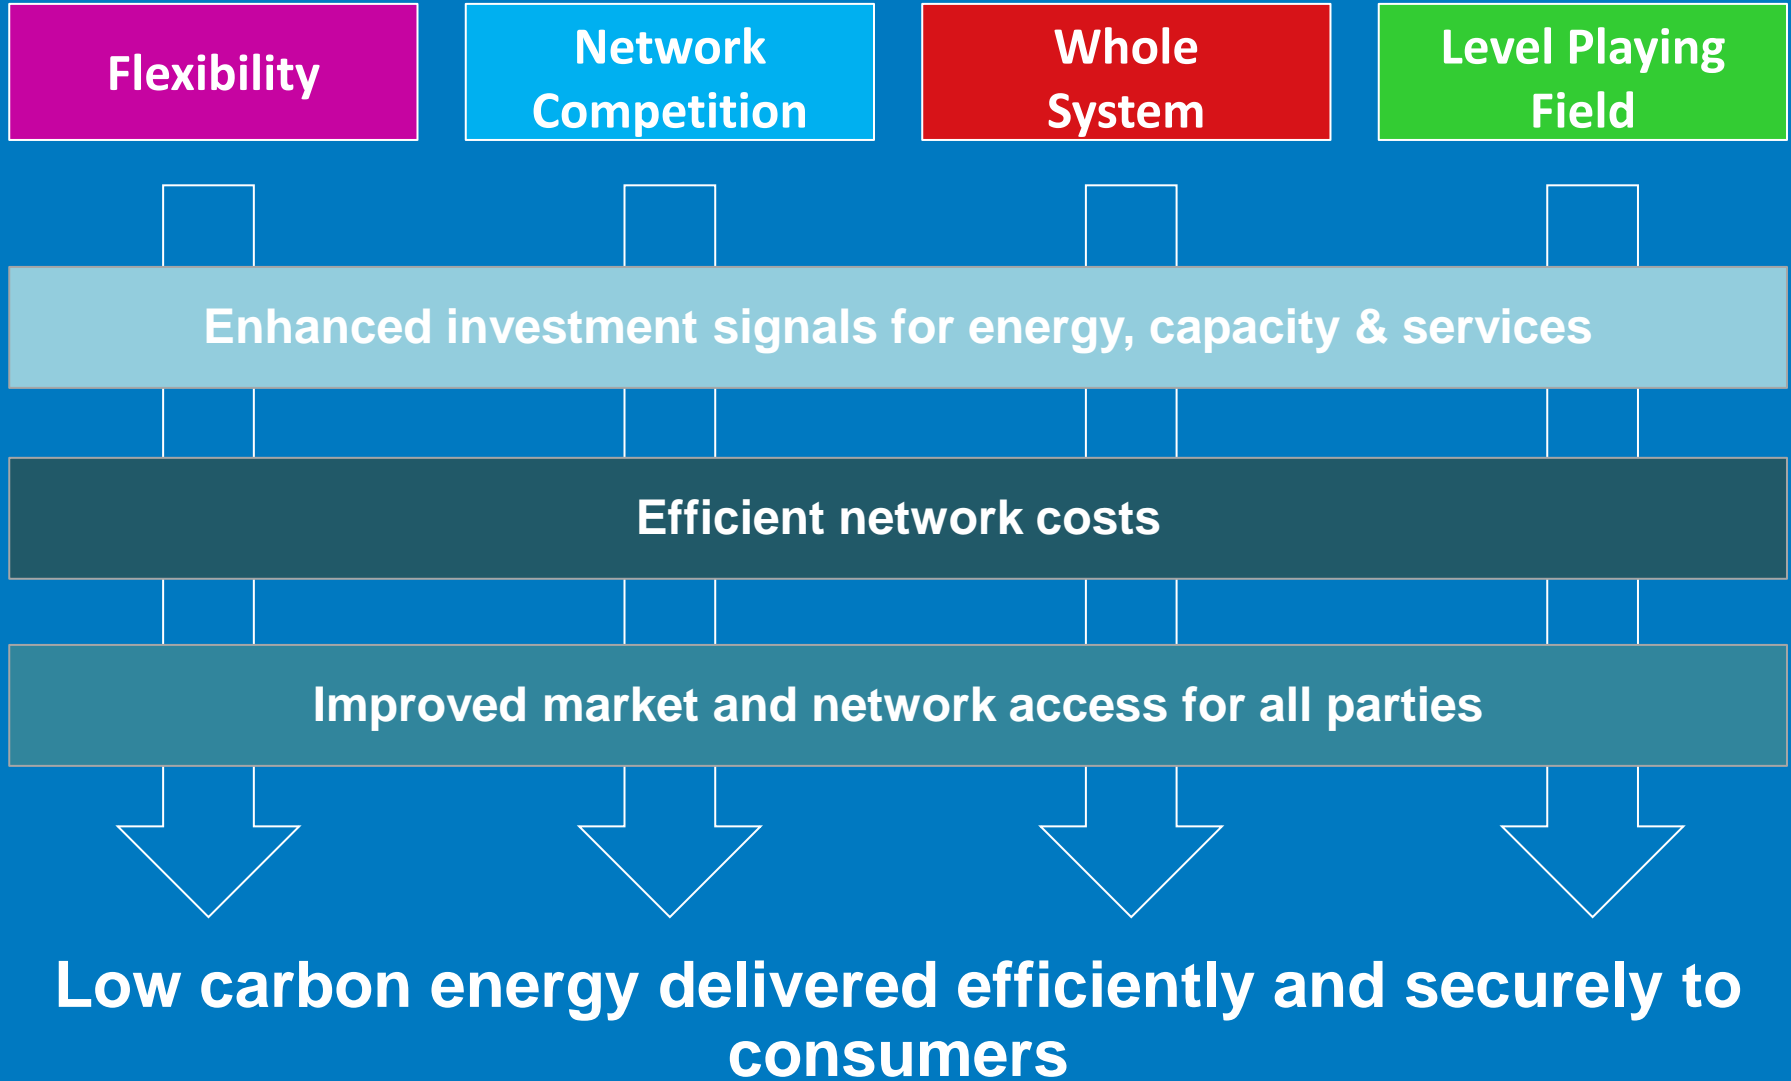 Flexibility
Network
Competition
Whole
System
Level Playing
Field
Enhanced investment signals for energy, capacity & services
Efficient network costs
Improved market and network access for all parties
Low carbon energy delivered efficiently and securely to
consumers